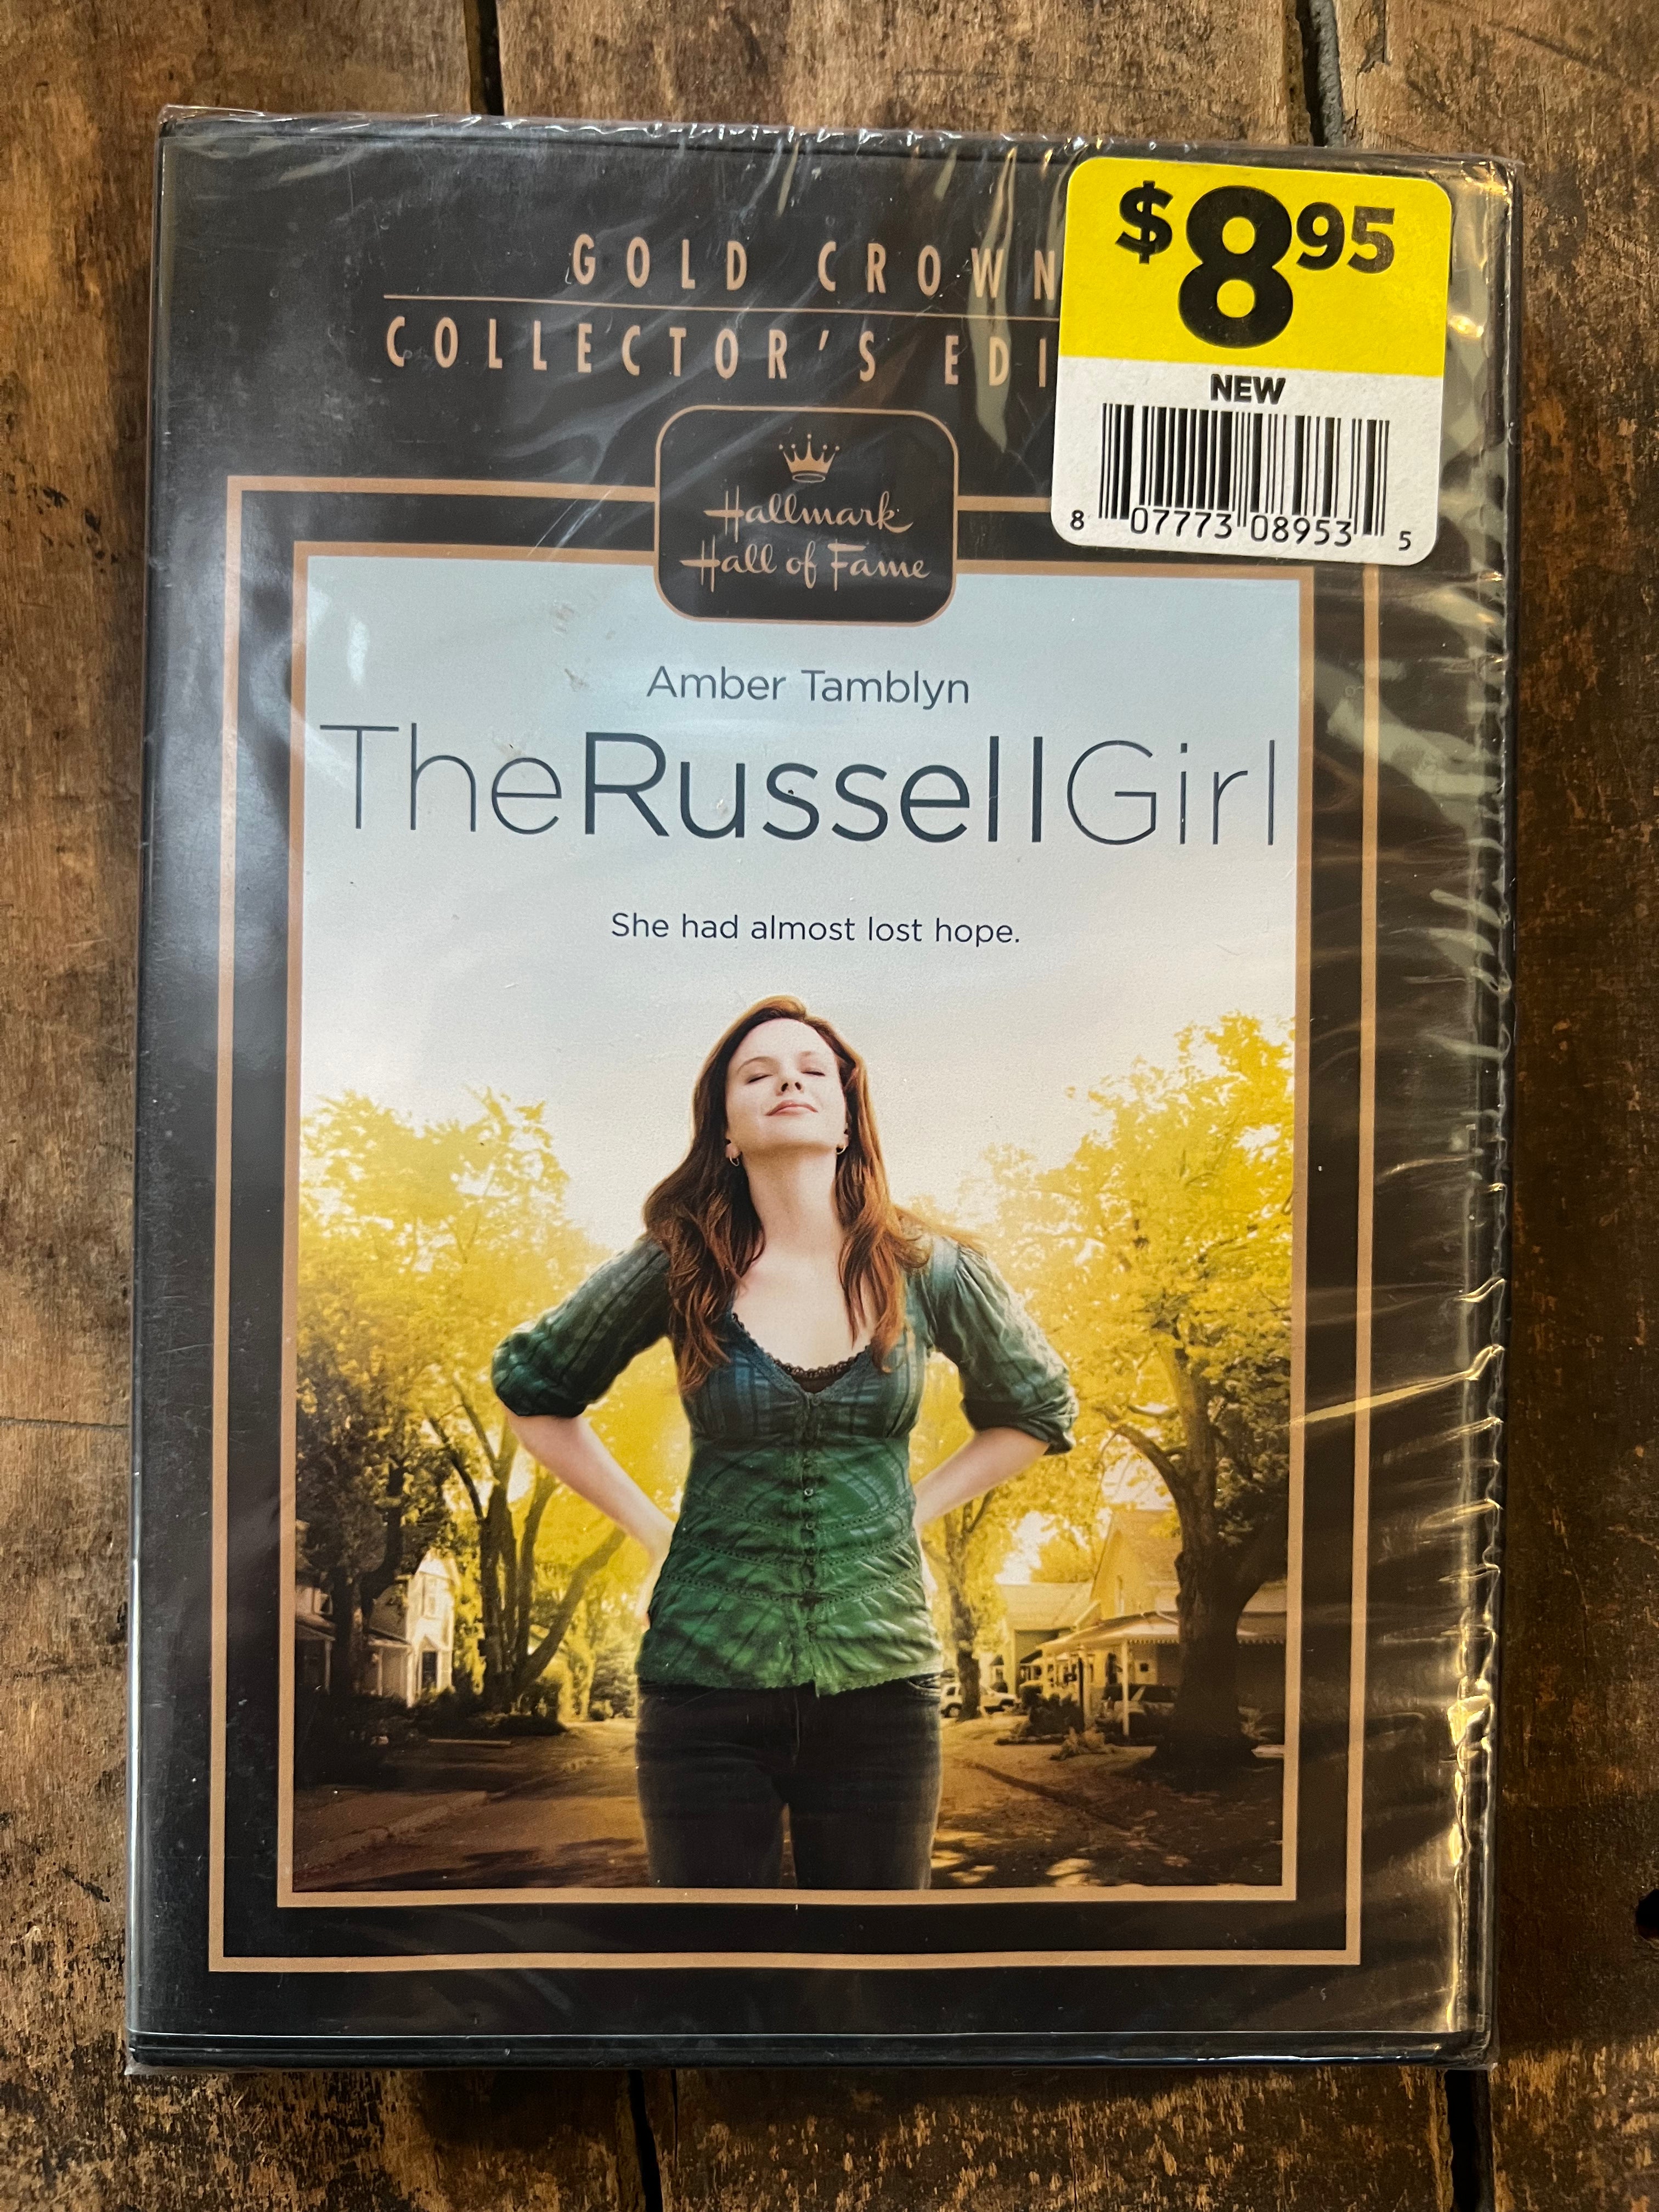 GOLD CROWN
COLLECTOR'S EDI
$8.95
NEW
8 07773 08953 5
Hallmark
Hall of Fame
Amber Tamblyn
TheRussellGirl
She had almost lost hope.